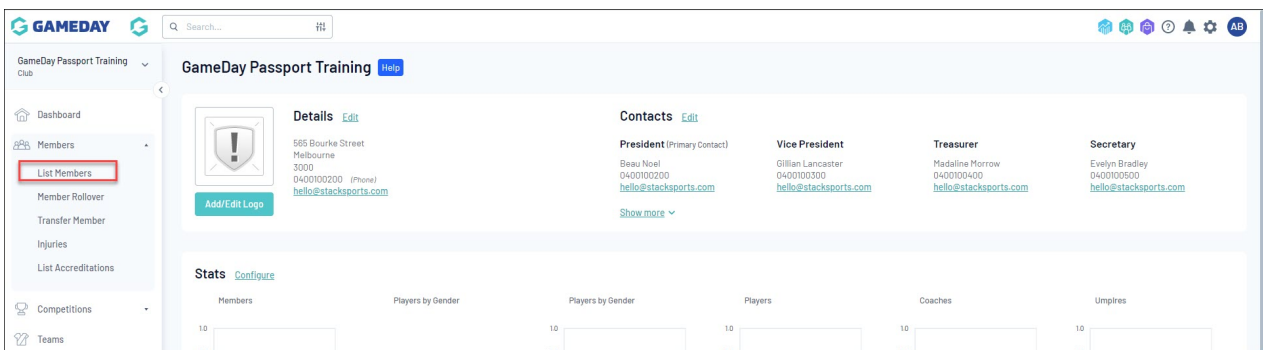 GAMEDAY
Search...
AB
GameDay Passport Training
Club
GameDay Passport Training Help
Dashboard
Members
List Members
Member Rollover
Transfer Member
Injuries
List Accreditations
Competitions
Teams
Details Edit
565 Bourke Street
Melbourne
3000
0400100200 (Phone)
hello@stacksports.com
Add/Edit Logo
Contacts Edit
President (Primary Contact)
Beau Noel
0400100200
hello@stacksports.com
Vice President
Gillian Lancaster
0400100300
hello@stacksports.com
Treasurer
Madaline Morrow
0400100400
hello@stacksports.com
Secretary
Evelyn Bradley
0400100500
hello@stacksports.com
Show more
Stats Configure
Members
Players by Gender
Players by Gender
Players
Coaches
Umpires
1.0
1.0
1.0
1.0
1.0